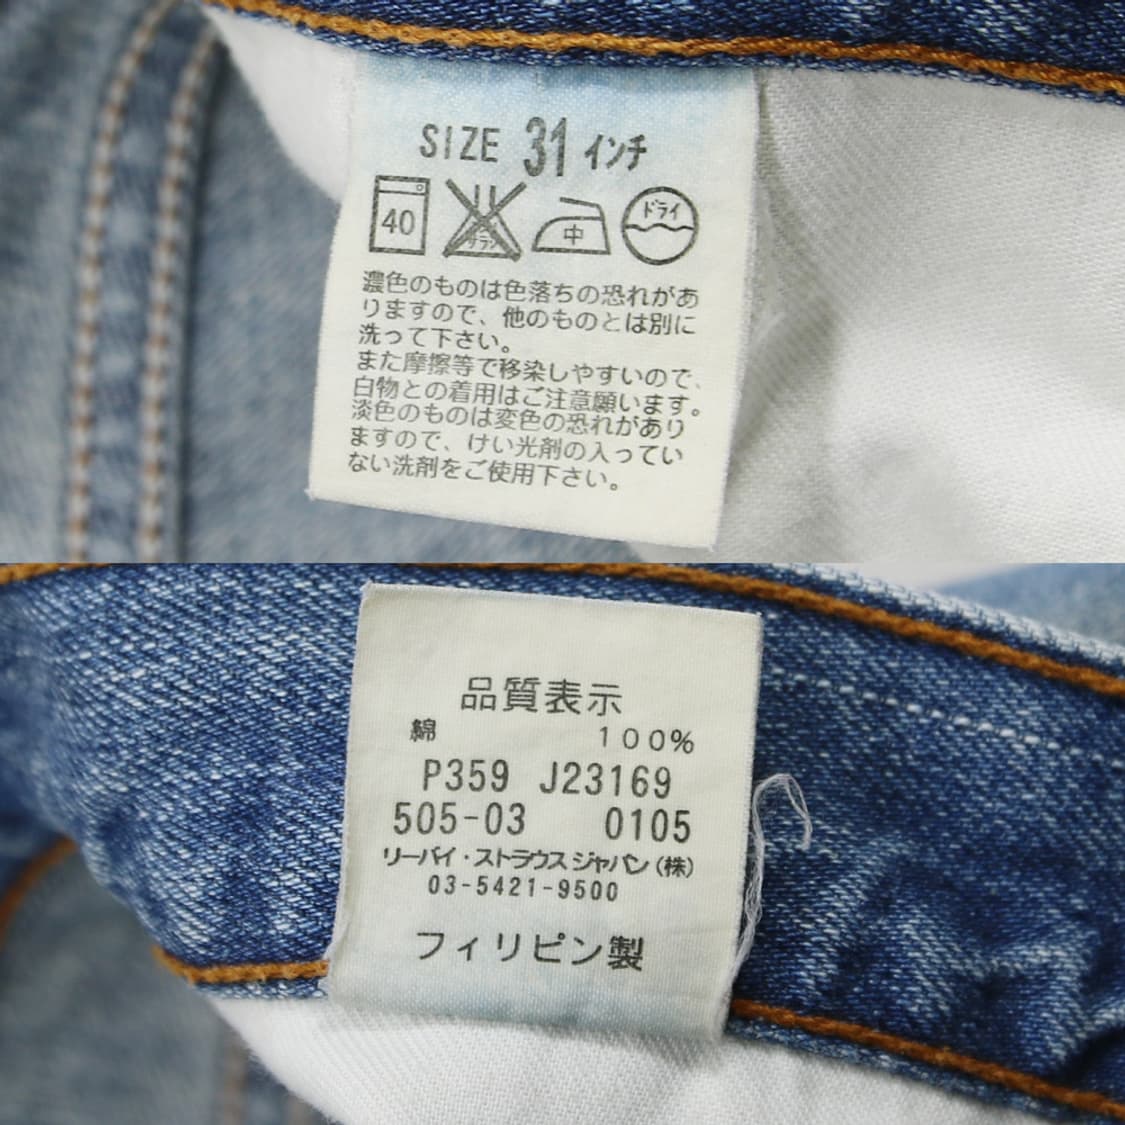 SIZE 31 インチ
40 サラシ 中 ドライ
濃色のものは色落ちの恐れがあ
りますので、他のものとは別に
洗って下さい。
また摩擦等で移染しやすいので、
白物との着用はご注意願います。
淡色のものは変色の恐れがあり
ますので、けい光剤の入ってい
ない洗剤をご使用下さい。
品質表示
綿 100%
P359 J23169
505-03 0105
リーバイ・ストラウスジャパン(株)
03-5421-9500
フィリピン製